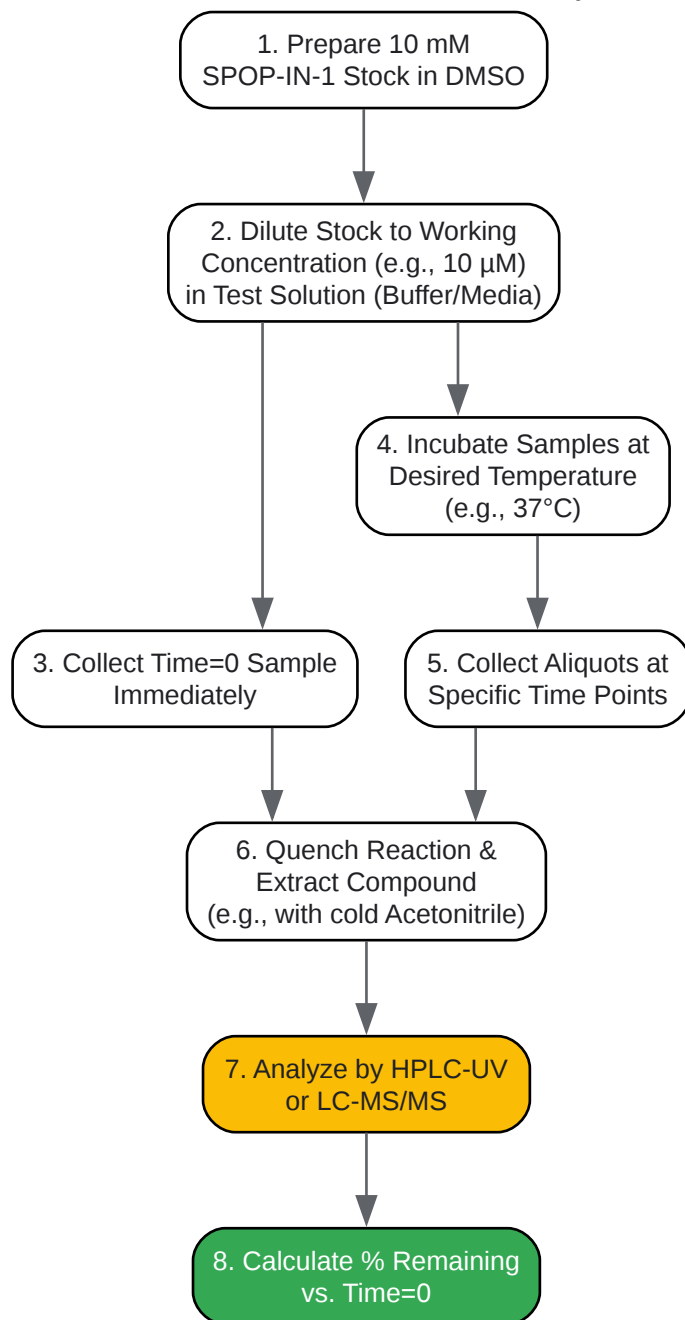 1. Prepare 10 mM
SPOP-IN-1 Stock in DMSO
2. Dilute Stock to Working
Concentration (e.g., 10 µM)
in Test Solution (Buffer/Media)
4. Incubate Samples at
Desired Temperature
(e.g., 37°C)
3. Collect Time=0 Sample
Immediately
5. Collect Aliquots at
Specific Time Points
6. Quench Reaction &
Extract Compound
(e.g., with cold Acetonitrile)
7. Analyze by HPLC-UV
or LC-MS/MS
8. Calculate % Remaining
vs. Time=0